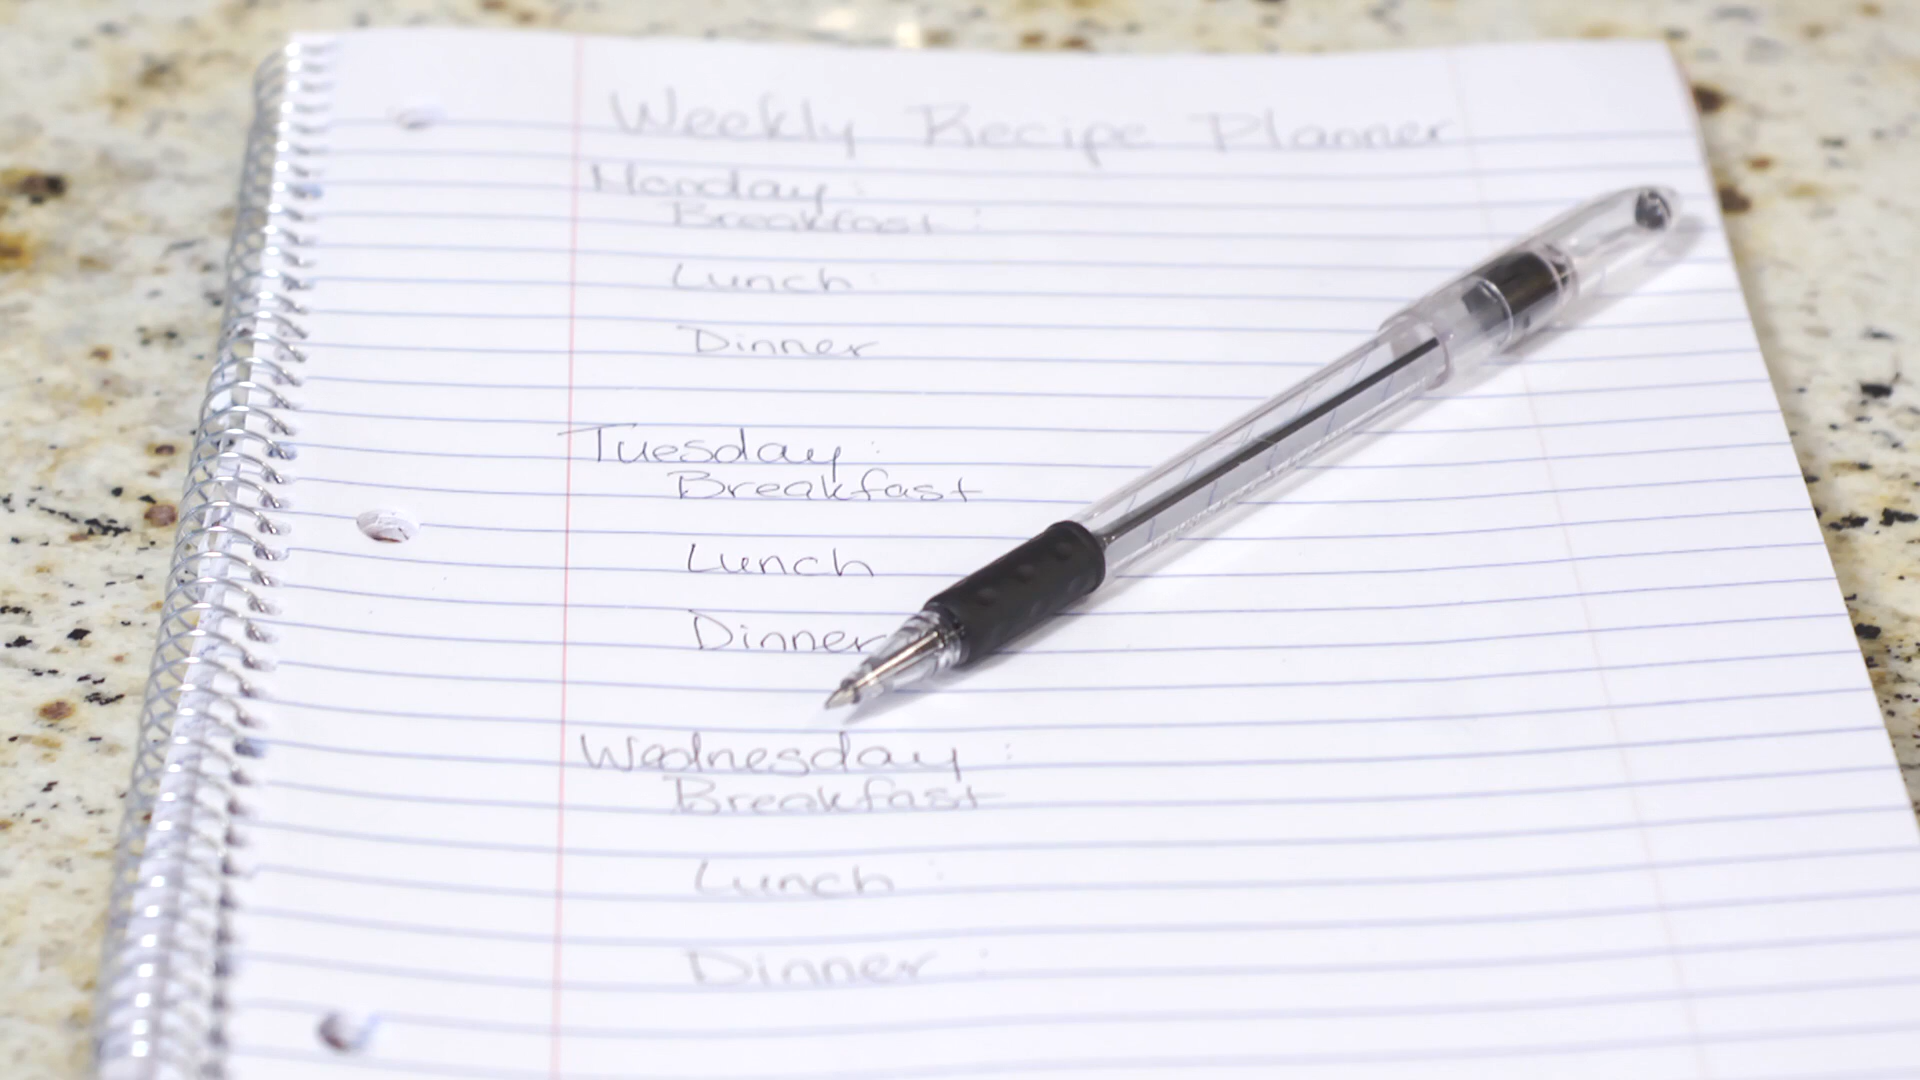 Weekly Recipe Planner
Monday:
Breakfast:
Lunch
Dinner
Tuesday:
Breakfast
Lunch
Dinner
Wednesday:
Breakfast
Lunch:
Dinner: